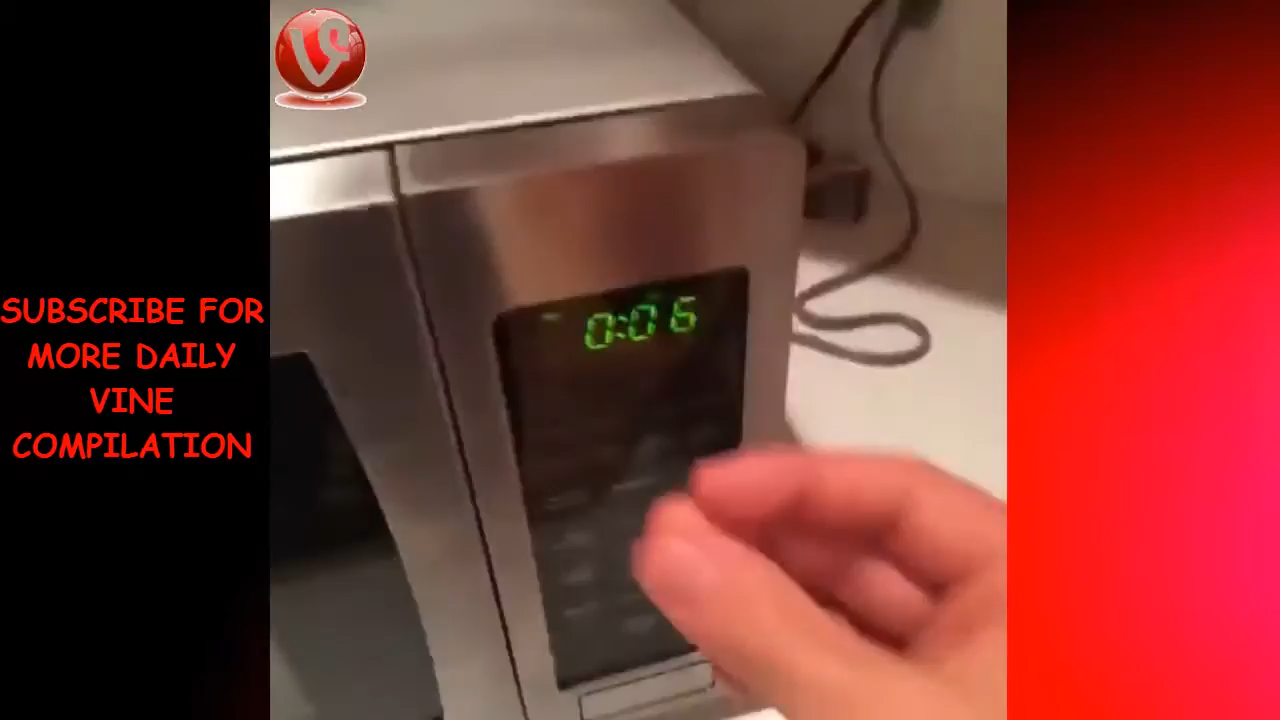 0:06
SUBSCRIBE FOR
MORE DAILY
VINE
COMPILATION